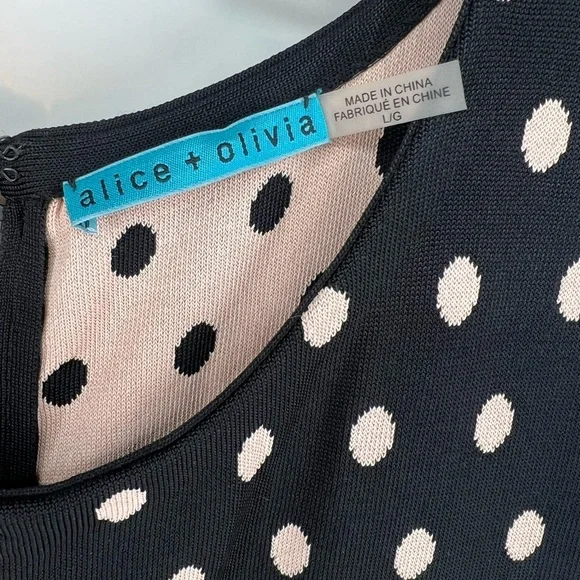 alice + olivia
MADE IN CHINA
FABRIQUÉ EN CHINE
L/G